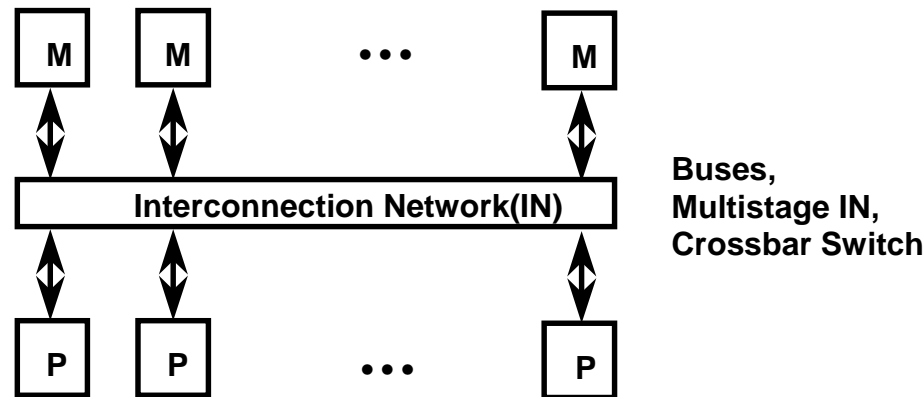 M M ••• M
Interconnection Network(IN)
Buses,
Multistage IN,
Crossbar Switch
P P ••• P